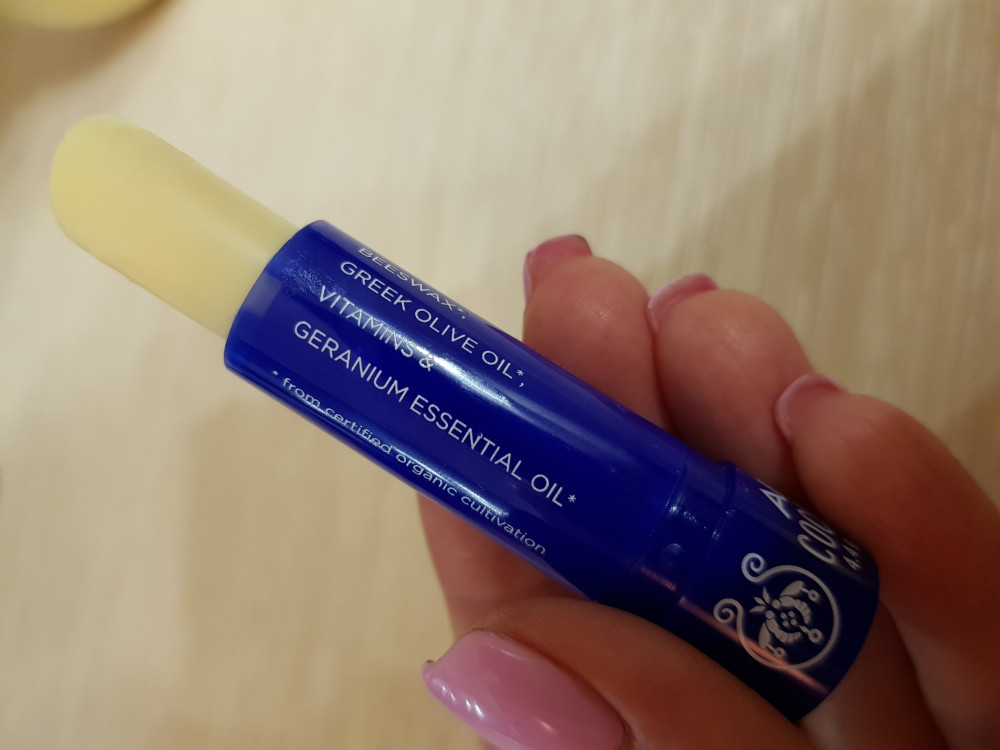 BEESWAX*,
GREEK OLIVE OIL*,
VITAMINS &
GERANIUM ESSENTIAL OIL*
* from certified organic cultivation